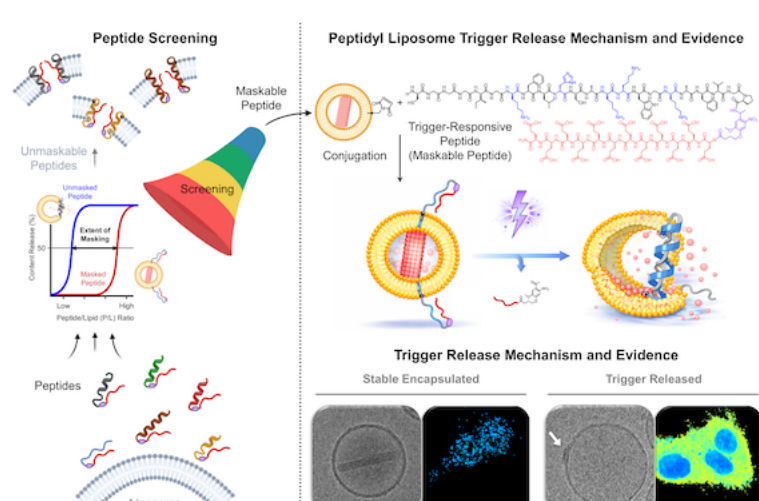 Peptide Screening
Unmaskable
Peptides
Screening
Unmasked
Peptide
Extent of
Masking
Masked
Peptide
Content Release (%)
50
Low
High
Peptide/Lipid (P/L) Ratio
Peptides
Maskable
Peptide
Peptidyl Liposome Trigger Release Mechanism and Evidence
+
Conjugation
Trigger-Responsive
Peptide
(Maskable Peptide)
Trigger Release Mechanism and Evidence
Stable Encapsulated
Trigger Released